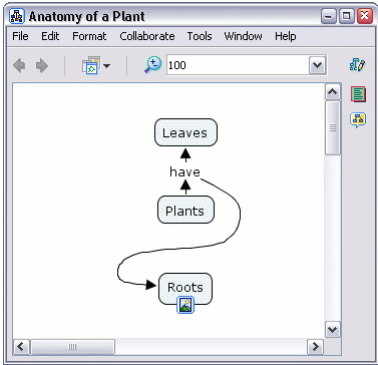 Anatomy of a Plant
File Edit Format Collaborate Tools Window Help
100
Leaves
have
Plants
Roots